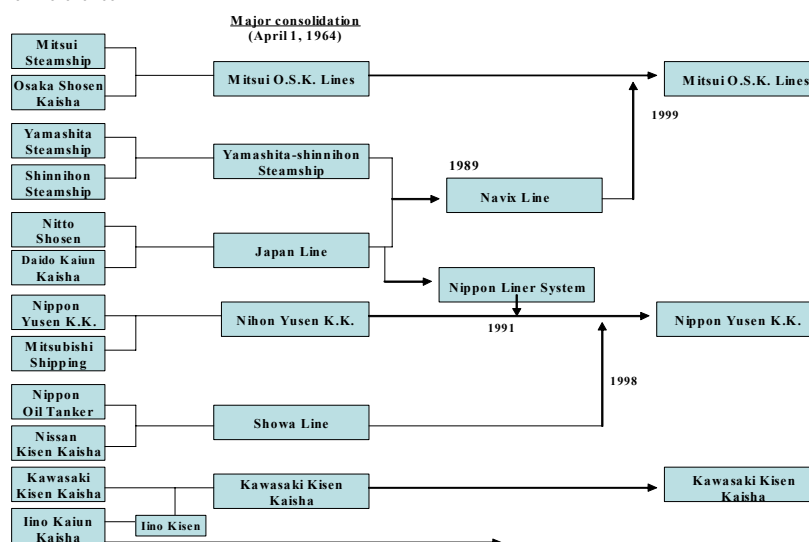 Major consolidation
(April 1, 1964)
Mitsui
Steamship
Osaka Shosen
Kaisha
Mitsui O.S.K. Lines
Mitsui O.S.K. Lines
1999
Yamashita
Steamship
Shinnihon
Steamship
Yamashita-shinnihon
Steamship
1989
Navix Line
Nitto
Shosen
Daido Kaiun
Kaisha
Japan Line
Nippon Liner System
Nippon
Yusen K.K.
Mitsubishi
Shipping
Nihon Yusen K.K.
1991
Nippon Yusen K.K.
1998
Nippon
Oil Tanker
Nissan
Kisen Kaisha
Showa Line
Kawasaki
Kisen Kaisha
Kawasaki Kisen
Kaisha
Kawasaki Kisen
Kaisha
Iino Kaiun
Kaisha
Iino Kisen